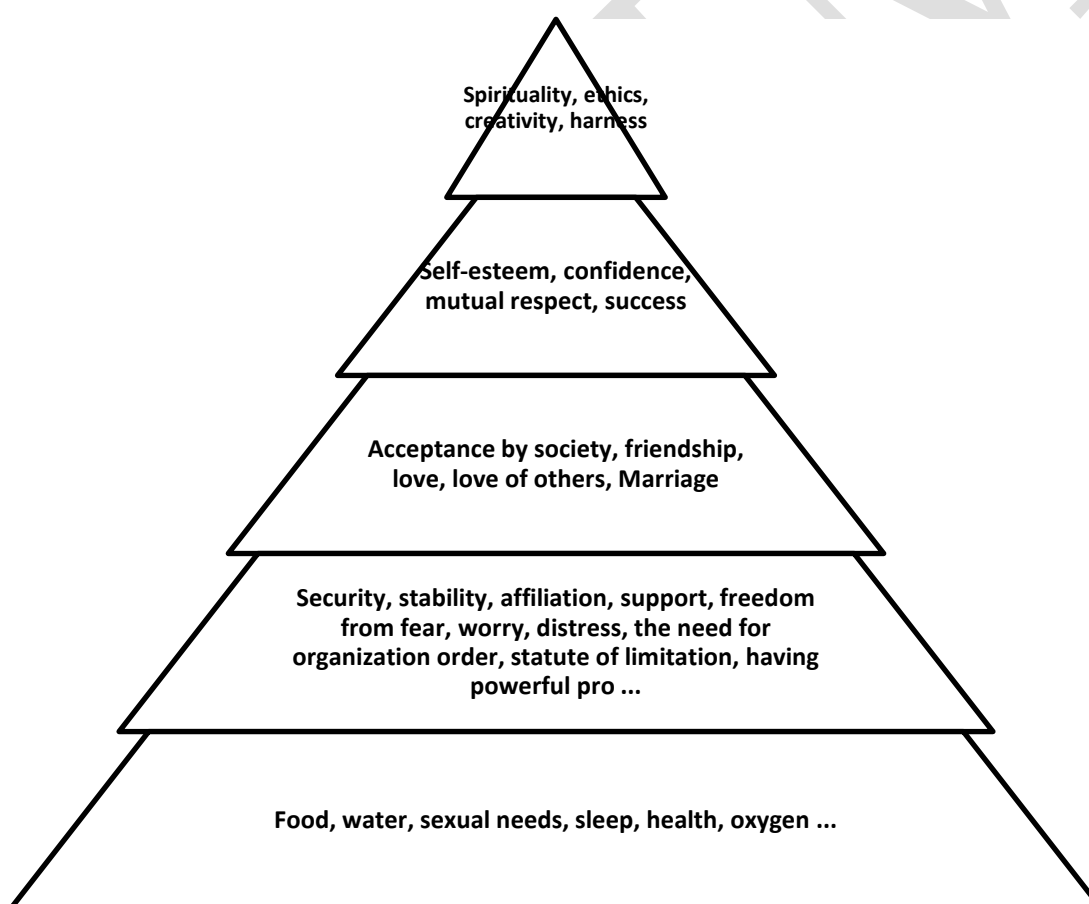 Spirituality, ethics,
creativity, harness
Self-esteem, confidence,
mutual respect, success
Acceptance by society, friendship,
love, love of others, Marriage
Security, stability, affiliation, support, freedom
from fear, worry, distress, the need for
organization order, statute of limitation, having
powerful pro ...
Food, water, sexual needs, sleep, health, oxygen ...